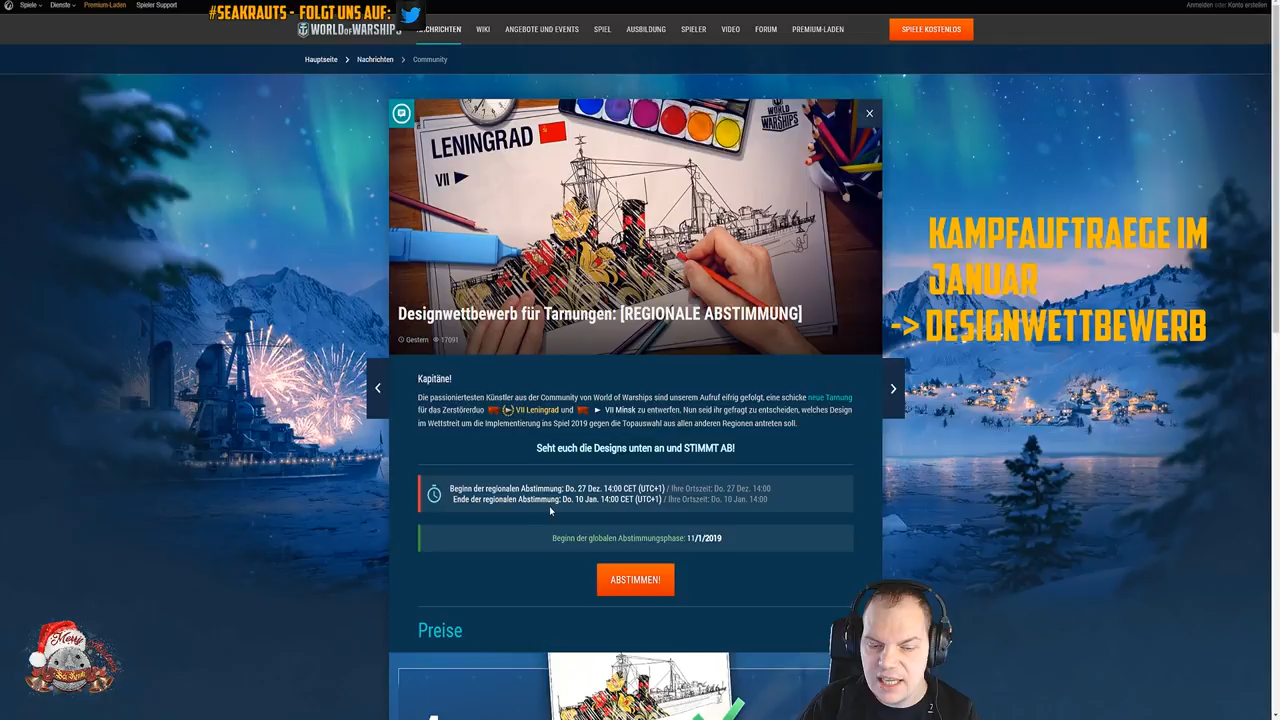 Spiele
Dienste
Premium-Laden
Spieler Support
#SEAKRAUTS - FOLGT UNS AUF:
Anmelden oder Konto erstellen
WORLD OF WARSHIPS
NACHRICHTEN
WIKI
ANGEBOTE UND EVENTS
SPIEL
AUSBILDUNG
SPIELER
VIDEO
FORUM
PREMIUM-LADEN
SPIELE KOSTENLOS
Hauptseite > Nachrichten > Community
LENINGRAD
VII
WORLD OF WARSHIPS
Designwettbewerb für Tarnungen: [REGIONALE ABSTIMMUNG]
Gestern 17091
KAMPFAUFTRAEGE IM
JANUAR
-> DESIGNWETTBEWERB
Kapitäne!
Die passioniertesten Künstler aus der Community von World of Warships sind unserem Aufruf eifrig gefolgt, eine schicke neue Tarnung
für das Zerstörerduo VII Leningrad und VII Minsk zu entwerfen. Nun seid ihr gefragt zu entscheiden, welches Design
im Wettstreit um die Implementierung ins Spiel 2019 gegen die Topauswahl aus allen anderen Regionen antreten soll.
Seht euch die Designs unten an und STIMMT AB!
Beginn der regionalen Abstimmung: Do. 27 Dez. 14:00 CET (UTC+1) / Ihre Ortszeit: Do. 27 Dez. 14:00
Ende der regionalen Abstimmung: Do. 10 Jan. 14:00 CET (UTC+1) / Ihre Ortszeit: Do. 10 Jan. 14:00
Beginn der globalen Abstimmungsphase: 11/1/2019
ABSTIMMEN!
Preise
Merry